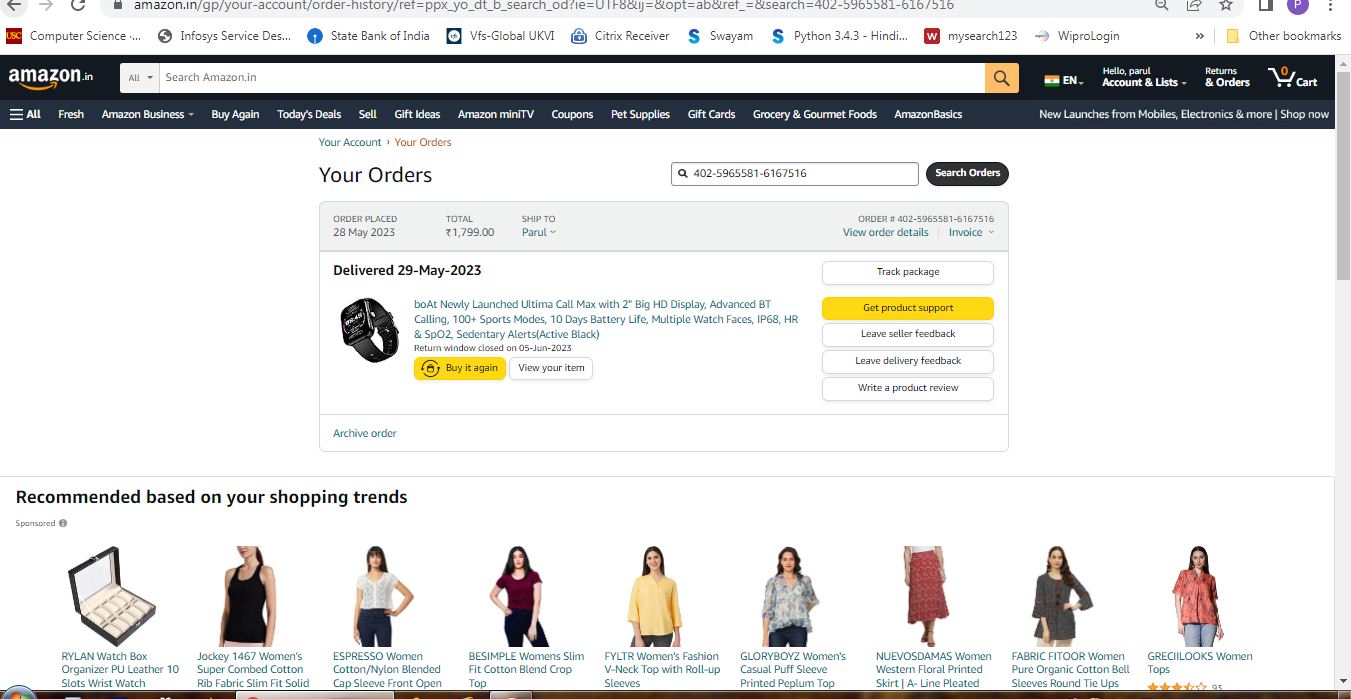 amazon.in/gp/your-account/order-history/ref=ppx_yo_dt_b_search_od?ie=UTF8&ij=&opt=ab&ref_=&search=402-5965581-6167516
P
USC Computer Science -... Infosys Service Des... State Bank of India Vfs-Global UKVI Citrix Receiver Swayam Python 3.4.3 - Hindi... W mysearch123 WiproLogin » Other bookmarks
amazon.in All Search Amazon.in EN
Hello, parul
Account & Lists
Returns
& Orders
0
Cart
All Fresh Amazon Business Buy Again Today's Deals Sell Gift Ideas Amazon miniTV Coupons Pet Supplies Gift Cards Grocery & Gourmet Foods AmazonBasics New Launches from Mobiles, Electronics & more | Shop now
Your Account › Your Orders
Your Orders
402-5965581-6167516 Search Orders
ORDER PLACED TOTAL SHIP TO ORDER # 402-5965581-6167516
28 May 2023 ₹1,799.00 Parul View order details Invoice
Delivered 29-May-2023
boAt Newly Launched Ultima Call Max with 2" Big HD Display, Advanced BT
Calling, 100+ Sports Modes, 10 Days Battery Life, Multiple Watch Faces, IP68, HR
& SpO2, Sedentary Alerts(Active Black)
Return window closed on 05-Jun-2023
Buy it again View your item
Track package
Get product support
Leave seller feedback
Leave delivery feedback
Write a product review
Archive order
Recommended based on your shopping trends
Sponsored
RYLAN Watch Box
Organizer PU Leather 10
Slots Wrist Watch
Jockey 1467 Women's
Super Combed Cotton
Rib Fabric Slim Fit Solid
ESPRESSO Women
Cotton/Nylon Blended
Cap Sleeve Front Open
BESIMPLE Womens Slim
Fit Cotton Blend Crop
Top
FYLTR Women's Fashion
V-Neck Top with Roll-up
Sleeves
GLORYBOYZ Women's
Casual Puff Sleeve
Printed Peplum Top
NUEVOSDAMAS Women
Western Floral Printed
Skirt | A- Line Pleated
FABRIC FITOOR Women
Pure Organic Cotton Bell
Sleeves Round Tie Ups
GRECIILOOKS Women
Tops
93